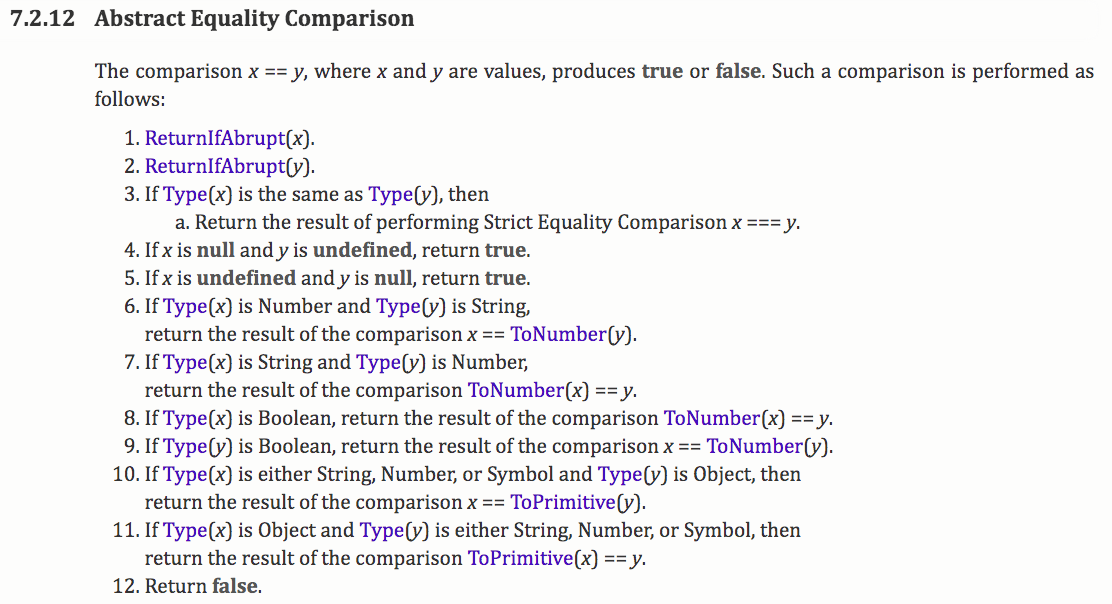 7.2.12 Abstract Equality Comparison
The comparison x == y, where x and y are values, produces true or false. Such a comparison is performed as
follows:
1. ReturnIfAbrupt(x).
2. ReturnIfAbrupt(y).
3. If Type(x) is the same as Type(y), then
a. Return the result of performing Strict Equality Comparison x === y.
4. If x is null and y is undefined, return true.
5. If x is undefined and y is null, return true.
6. If Type(x) is Number and Type(y) is String,
return the result of the comparison x == ToNumber(y).
7. If Type(x) is String and Type(y) is Number,
return the result of the comparison ToNumber(x) == y.
8. If Type(x) is Boolean, return the result of the comparison ToNumber(x) == y.
9. If Type(y) is Boolean, return the result of the comparison x == ToNumber(y).
10. If Type(x) is either String, Number, or Symbol and Type(y) is Object, then
return the result of the comparison x == ToPrimitive(y).
11. If Type(x) is Object and Type(y) is either String, Number, or Symbol, then
return the result of the comparison ToPrimitive(x) == y.
12. Return false.